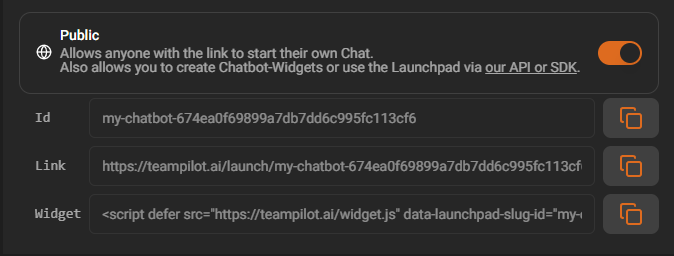 Public
Allows anyone with the link to start their own Chat.
Also allows you to create Chatbot-Widgets or use the Launchpad via our API or SDK.
Id my-chatbot-674ea0f69899a7db7dd6c995fc113cf6
Link https://teampilot.ai/launch/my-chatbot-674ea0f69899a7db7dd6c995fc113cf
Widget <script defer src="https://teampilot.ai/widget.js" data-launchpad-slug-id="my-